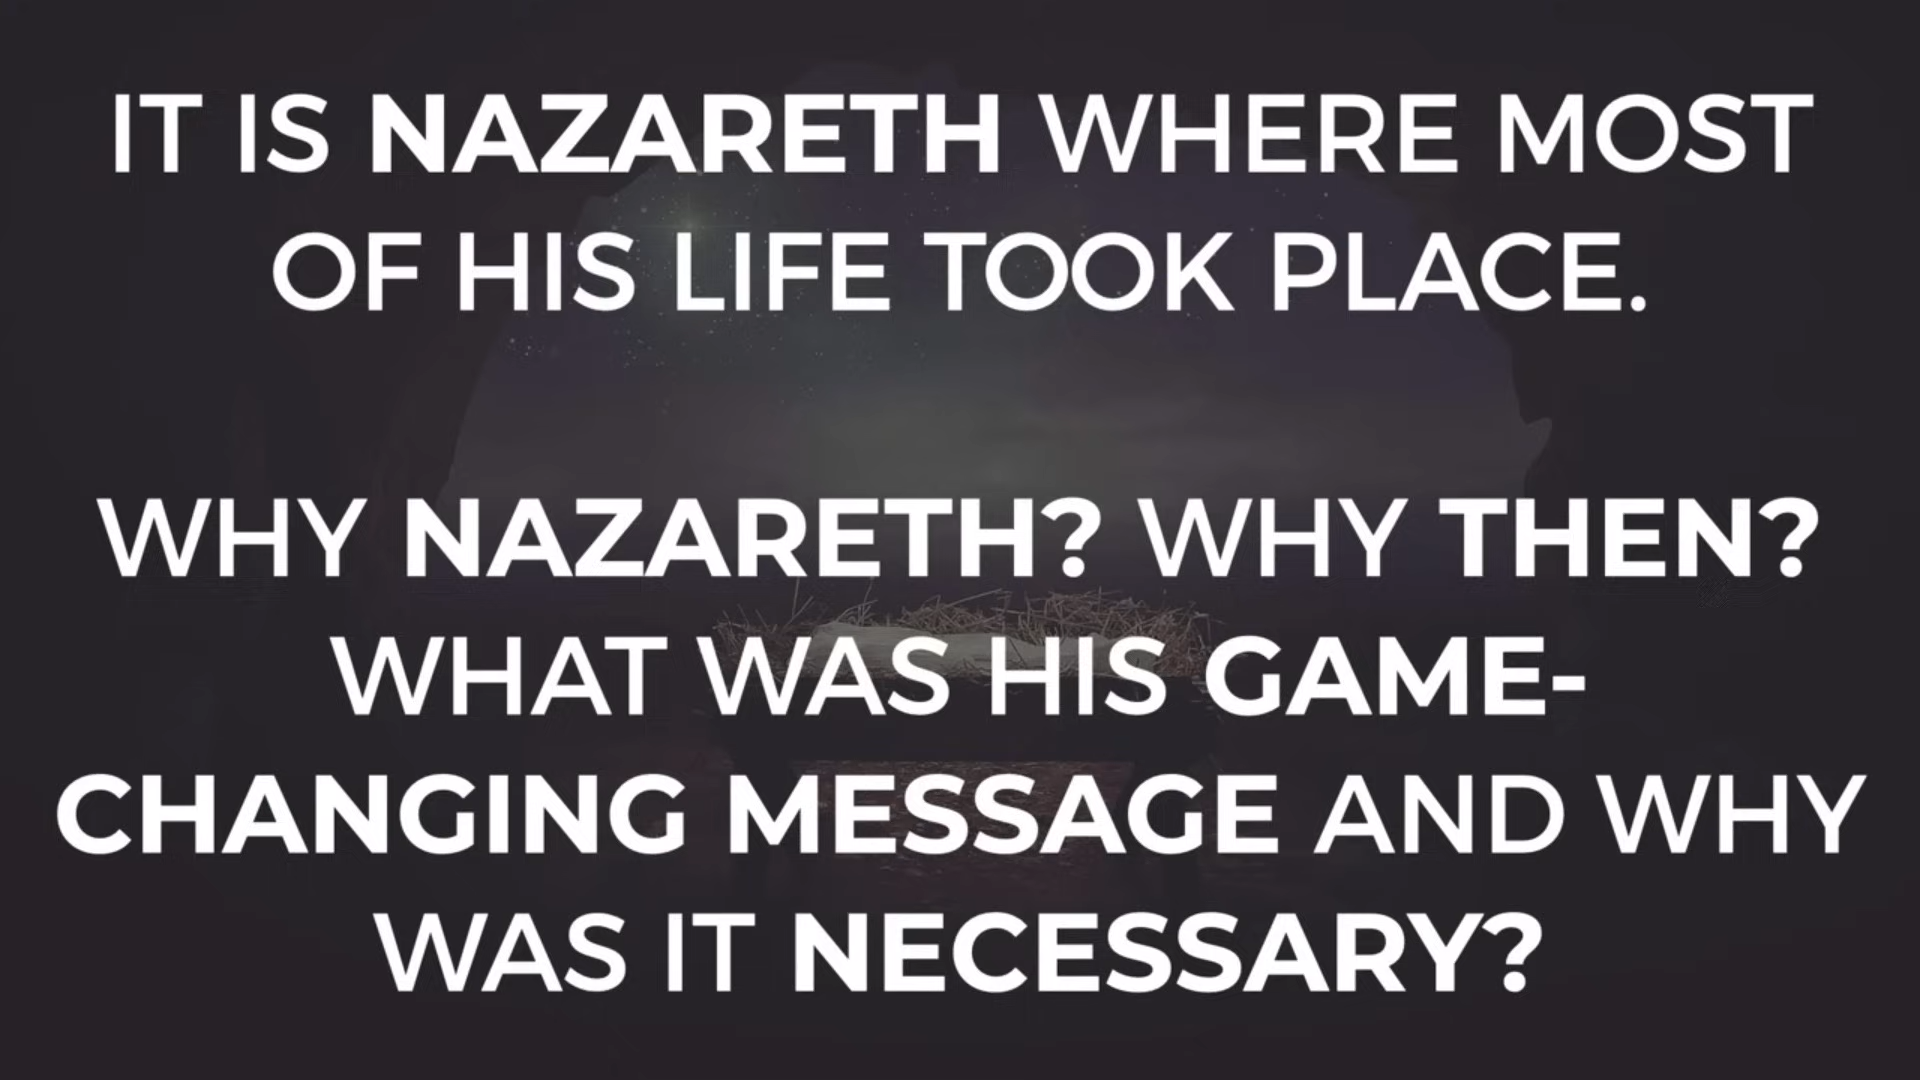 IT IS NAZARETH WHERE MOST
OF HIS LIFE TOOK PLACE.
WHY NAZARETH? WHY THEN?
WHAT WAS HIS GAME-
CHANGING MESSAGE AND WHY
WAS IT NECESSARY?